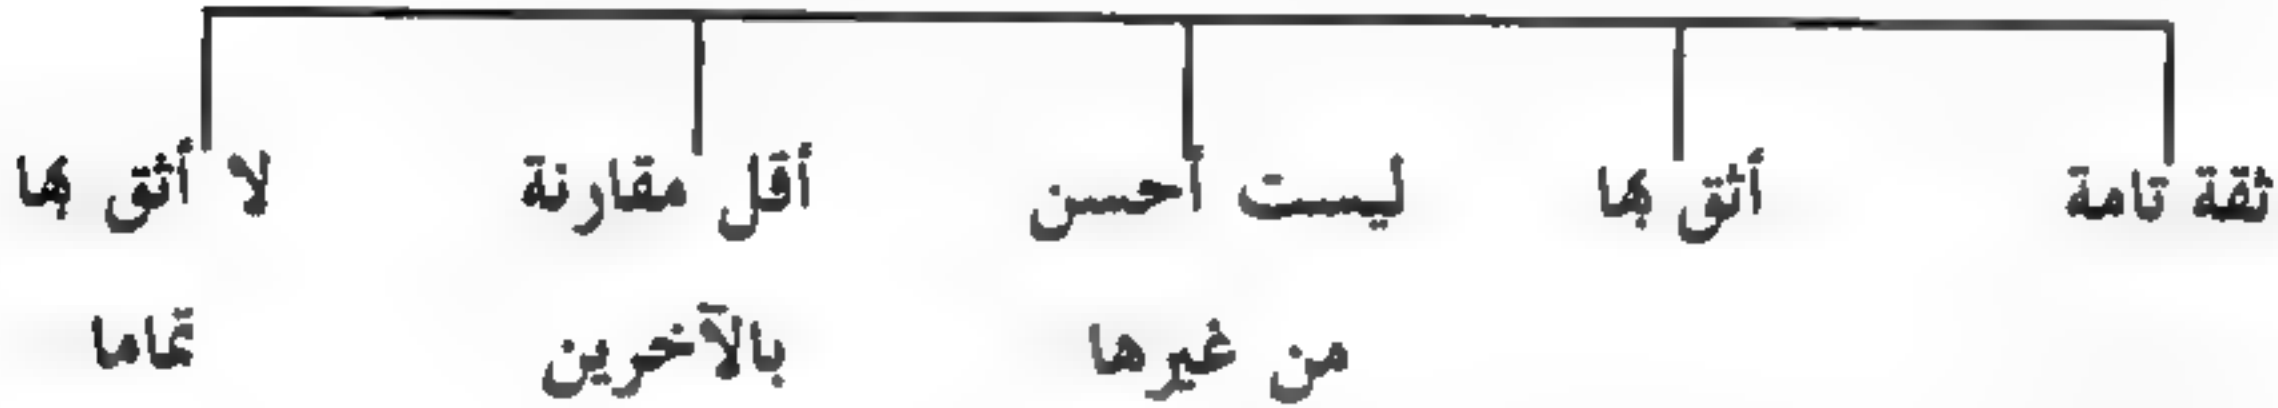 ثقة تامة
أثق بها
ليست أحسن
من غيرها
أقل مقارنة
بالآخرين
لا أثق بها
تماما